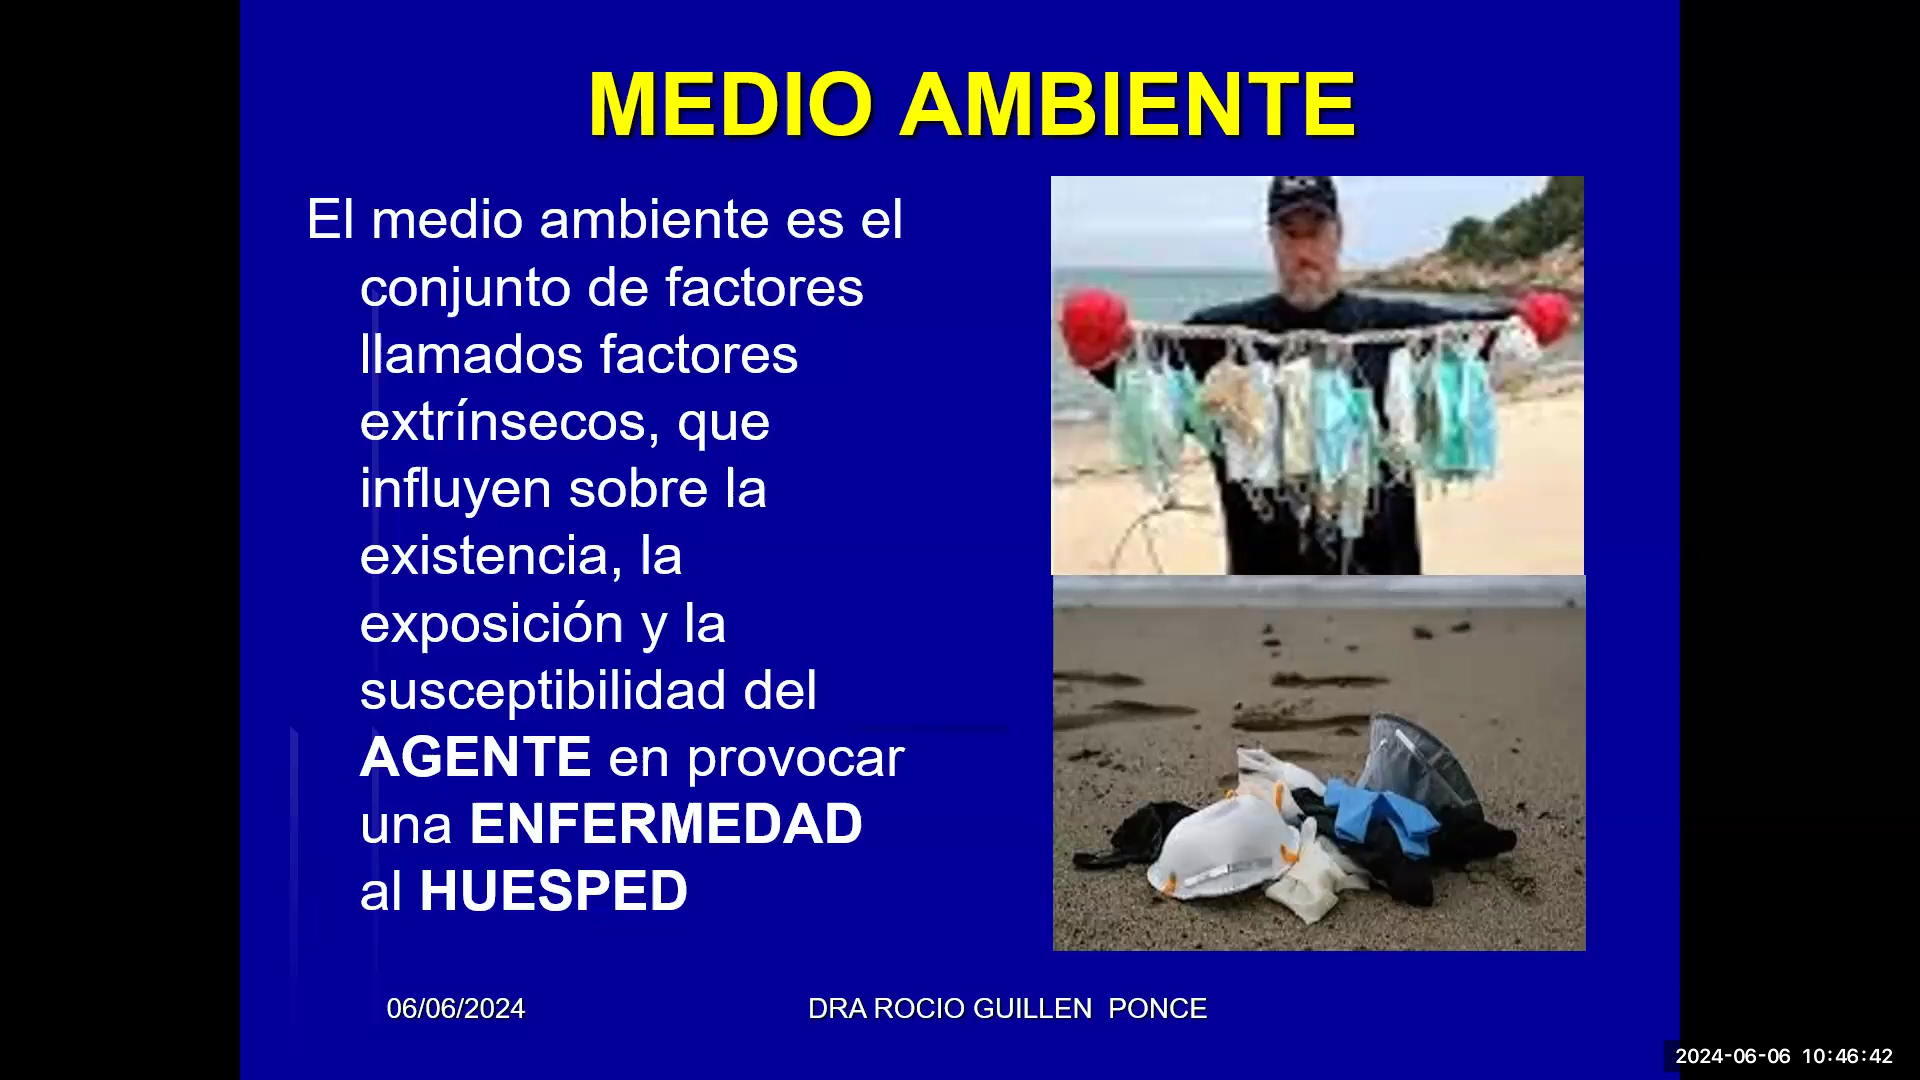 MEDIO AMBIENTE
El medio ambiente es el
conjunto de factores
llamados factores
extrínsecos, que
influyen sobre la
existencia, la
exposición y la
susceptibilidad del
AGENTE en provocar
una ENFERMEDAD
al HUESPED
06/06/2024
DRA ROCIO GUILLEN  PONCE
2024-06-06 10:46:42